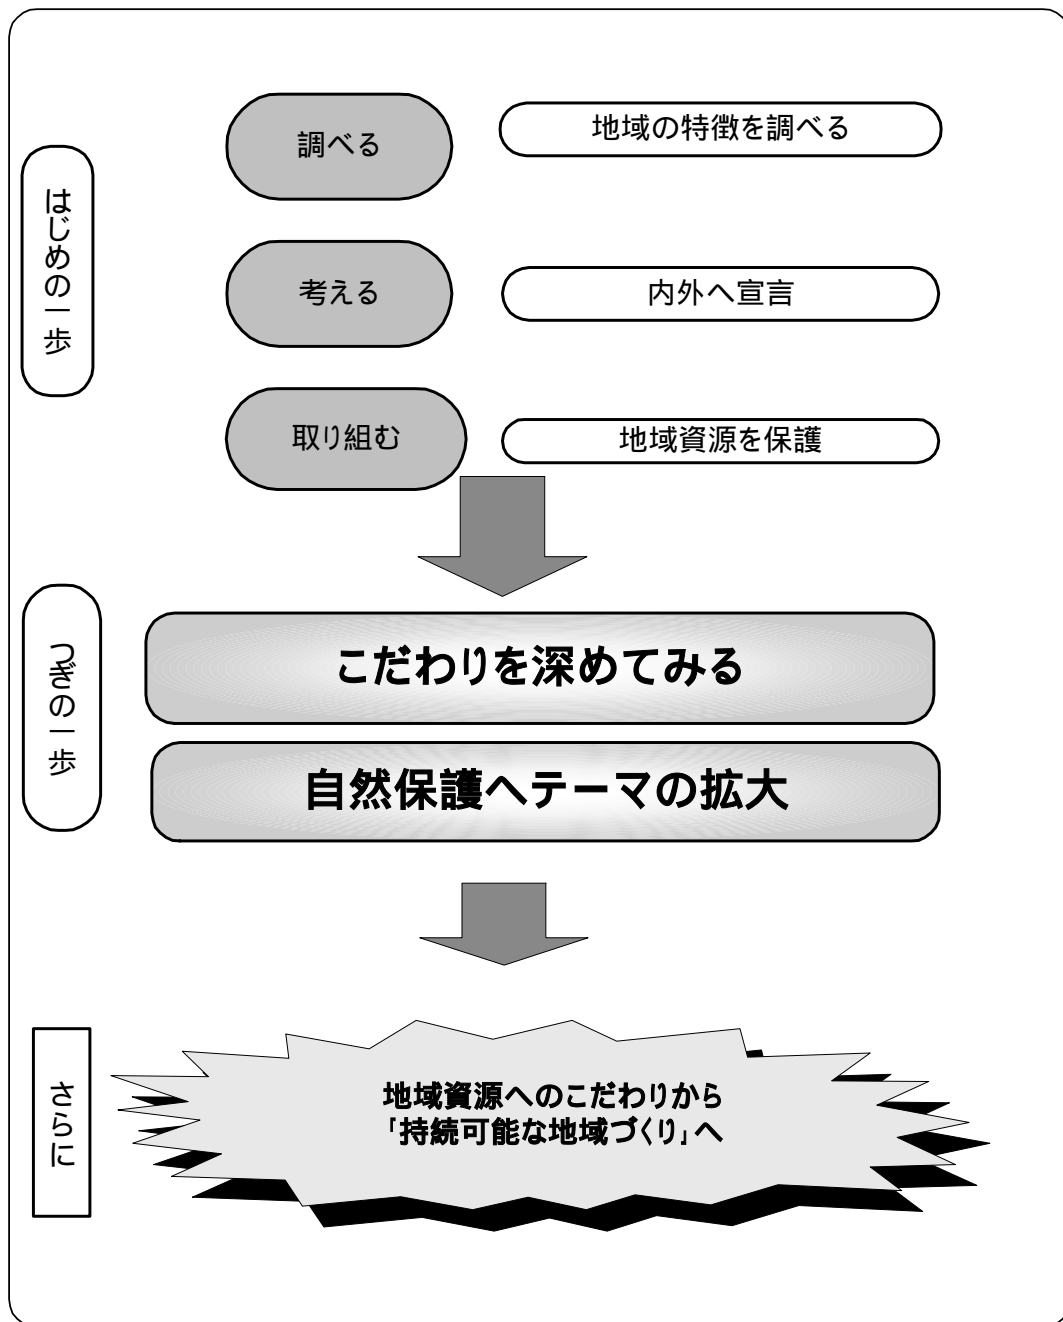 はじめの一歩
調べる
地域の特徴を調べる
考える
内外へ宣言
取り組む
地域資源を保護
つぎの一歩
こだわりを深めてみる
自然保護へテーマの拡大
さらに
地域資源へのこだわりから
「持続可能な地域づくり」へ